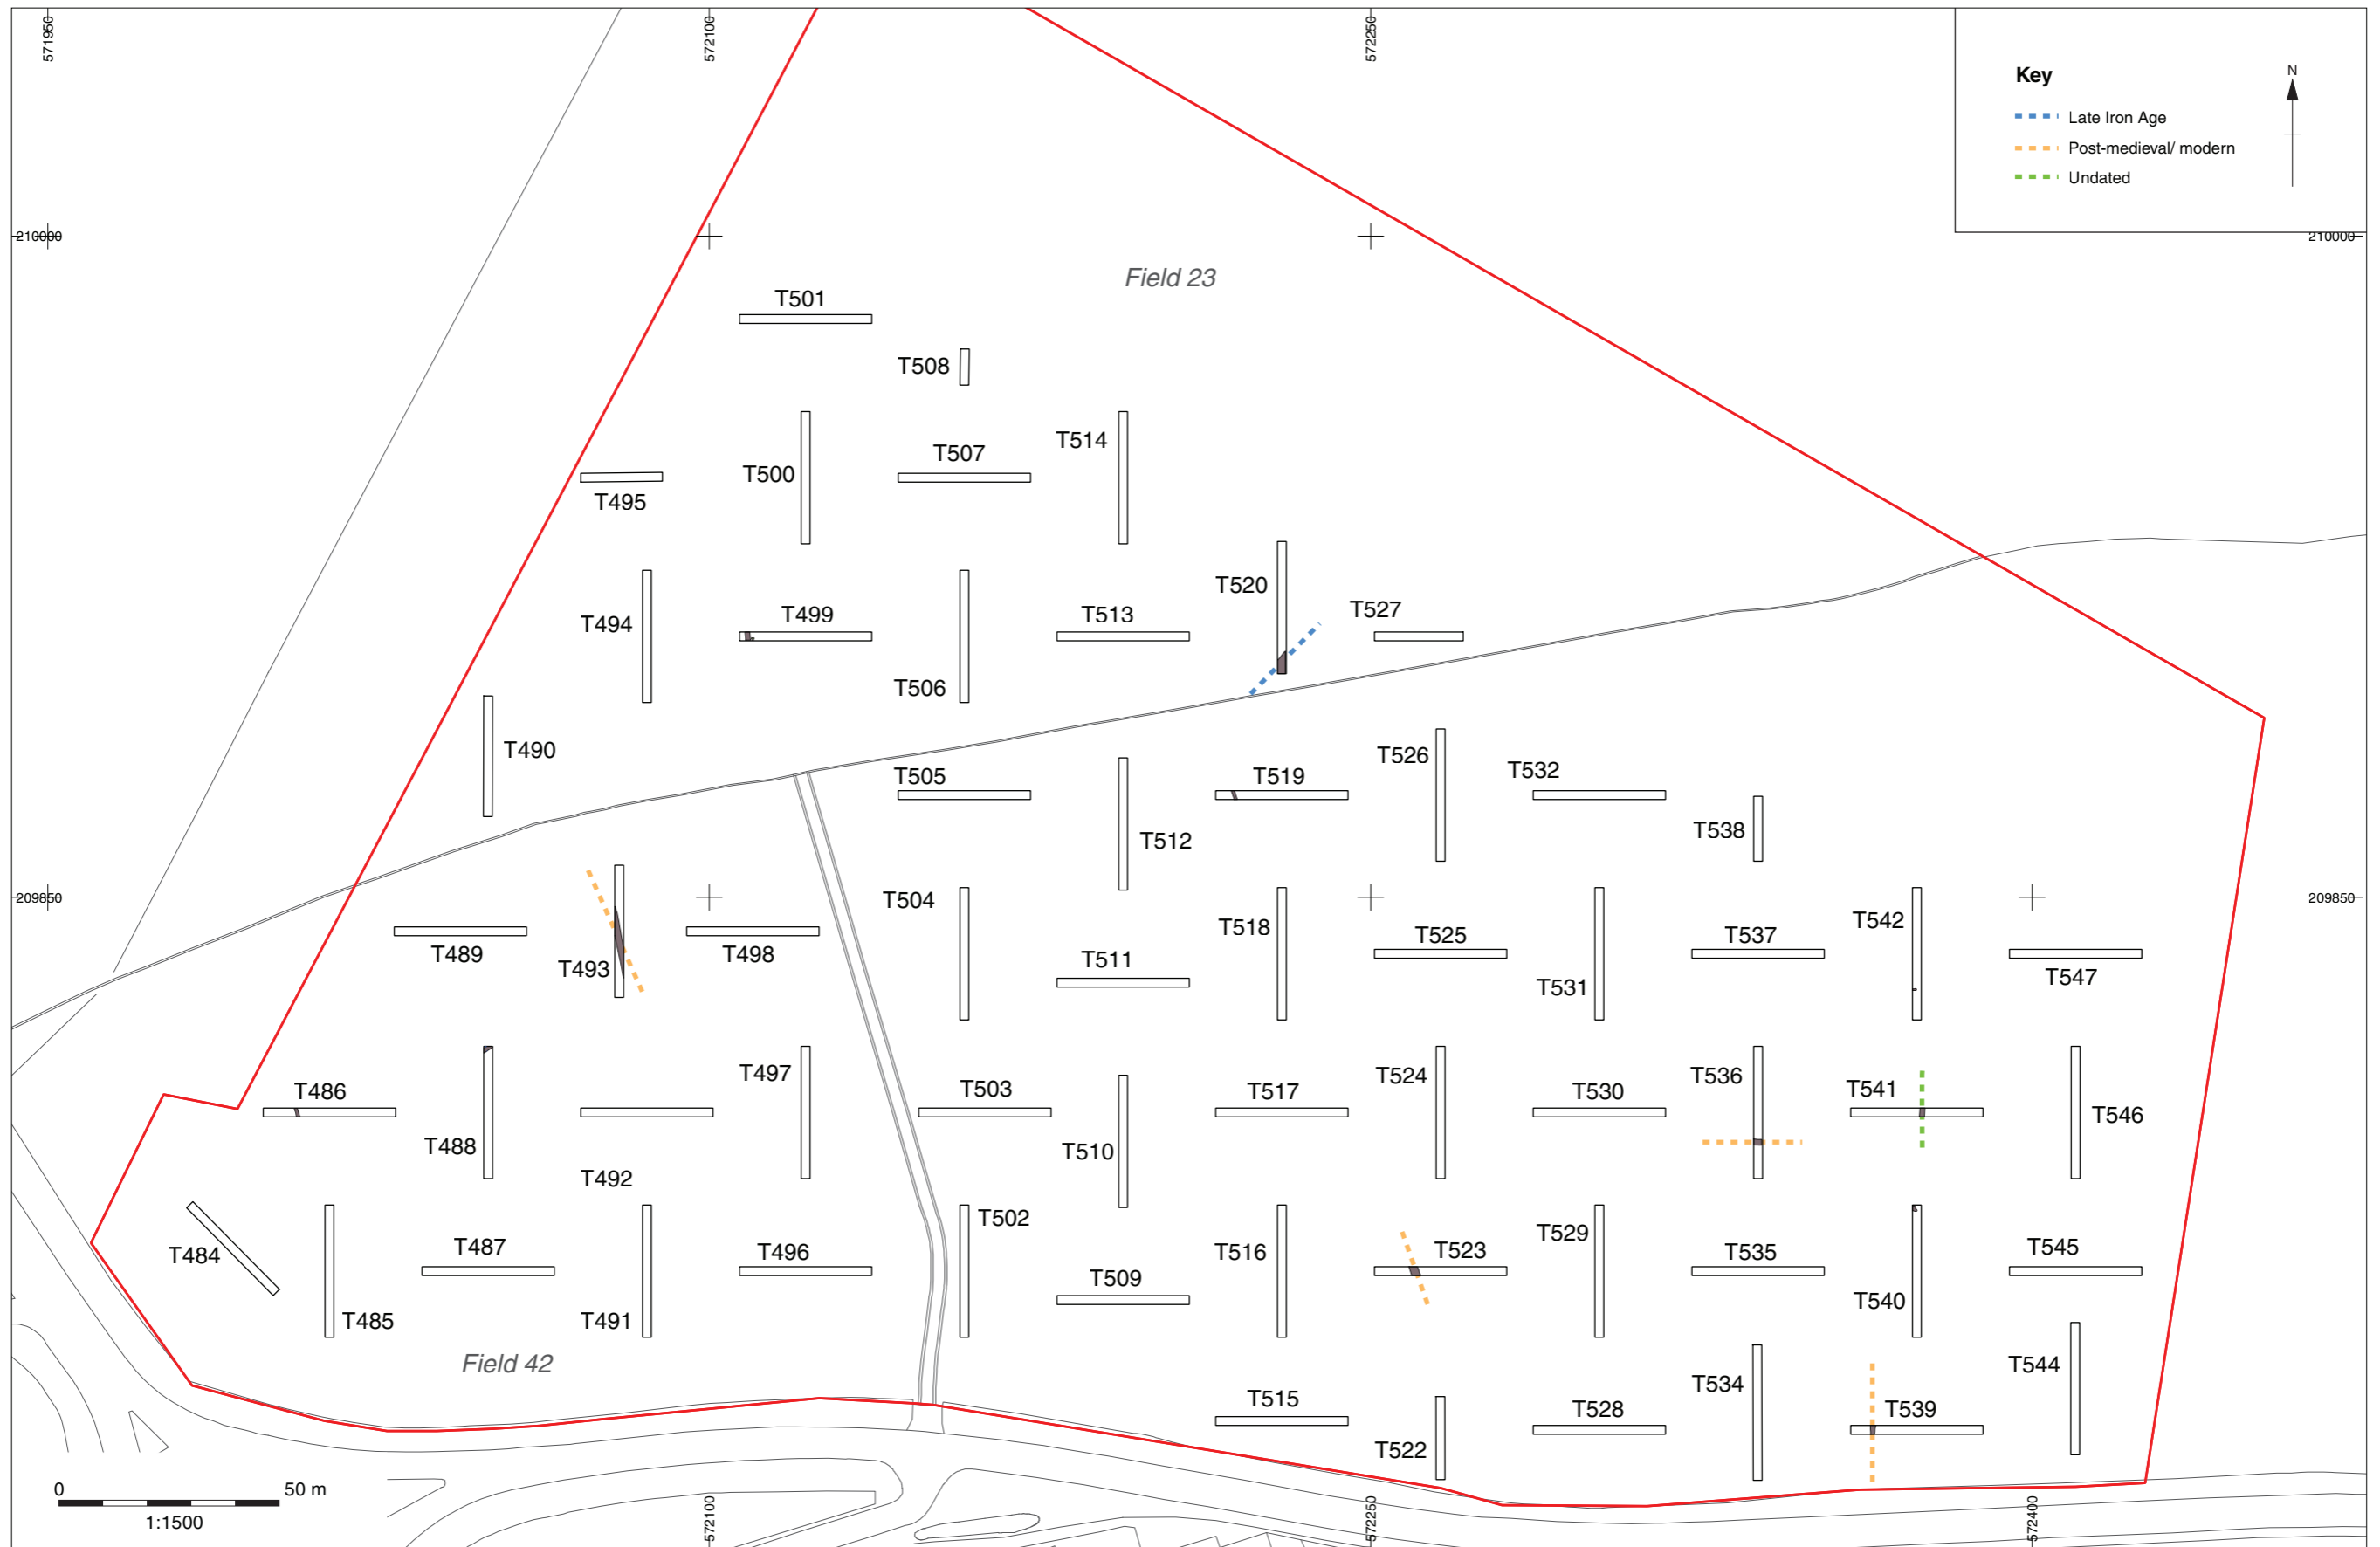 571950
572100
572250
Key
N
Late Iron Age
Post-medieval/ modern
Undated
210000
210000
Field 23
T501
T508
T514
T507
T500
T495
T520
T527
T499
T513
T494
T506
T490
T526
T532
T505
T519
T538
T512
209850
209850
T504
T542
T518
T525
T537
T489
T498
T511
T493
T547
T531
T497
T524
T536
T486
T503
T517
T530
T541
T546
T488
T510
T492
T502
T529
T484
T487
T496
T516
T523
T535
T545
T509
T485
T491
T540
Field 42
T544
T534
T515
T528
T539
T522
0
50 m
1:1500
572100
572250
572400